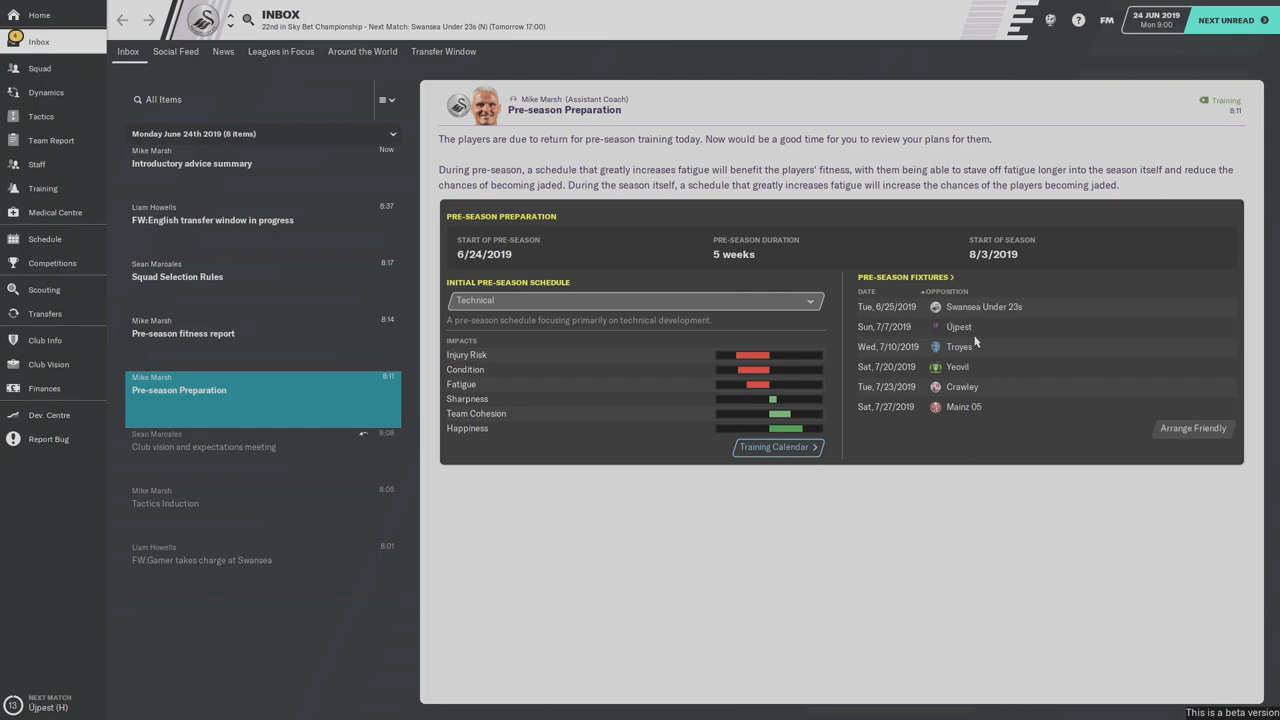 Home
4
Inbox
Squad
Dynamics
Tactics
Team Report
Staff
Training
Medical Centre
Schedule
Competitions
Scouting
Transfers
Club Info
Club Vision
Finances
Dev. Centre
Report Bug
13
NEXT MATCH
Újpest (H)
INBOX
22nd in Sky Bet Championship - Next Match: Swansea Under 23s (N) (Tomorrow 17:00)
?
FM
24 JUN 2019
Mon 9:00
NEXT UNREAD
Inbox
Social Feed
News
Leagues in Focus
Around the World
Transfer Window
All Items
Monday June 24th 2019 (8 items)
Mike Marsh
Now
Introductory advice summary
Liam Howells
8:37
FW:English transfer window in progress
Sean Maroales
8:17
Squad Selection Rules
Mike Marsh
8:14
Pre-season fitness report
Mike Marsh
8:11
Pre-season Preparation
Sean Maroales
8:08
Club vision and expectations meeting
Mike Marsh
8:05
Tactics Induction
Liam Howells
8:01
FW:Gamer takes charge at Swansea
Mike Marsh (Assistant Coach)
Pre-season Preparation
Training
8:11
The players are due to return for pre-season training today. Now would be a good time for you to review your plans for them.
During pre-season, a schedule that greatly increases fatigue will benefit the players' fitness, with them being able to stave off fatigue longer into the season itself and reduce the
chances of becoming jaded. During the season itself, a schedule that greatly increases fatigue will increase the chances of the players becoming jaded.
PRE-SEASON PREPARATION
START OF PRE-SEASON
6/24/2019
PRE-SEASON DURATION
5 weeks
START OF SEASON
8/3/2019
INITIAL PRE-SEASON SCHEDULE
Technical
A pre-season schedule focusing primarily on technical development.
IMPACTS
Injury Risk
Condition
Fatigue
Sharpness
Team Cohesion
Happiness
Training Calendar
PRE-SEASON FIXTURES
DATE OPPOSITION
Tue, 6/25/2019 Swansea Under 23s
Sun, 7/7/2019 Újpest
Wed, 7/10/2019 Troyes
Sat, 7/20/2019 Yeovil
Tue, 7/23/2019 Crawley
Sat, 7/27/2019 Mainz 05
Arrange Friendly
This is a beta version